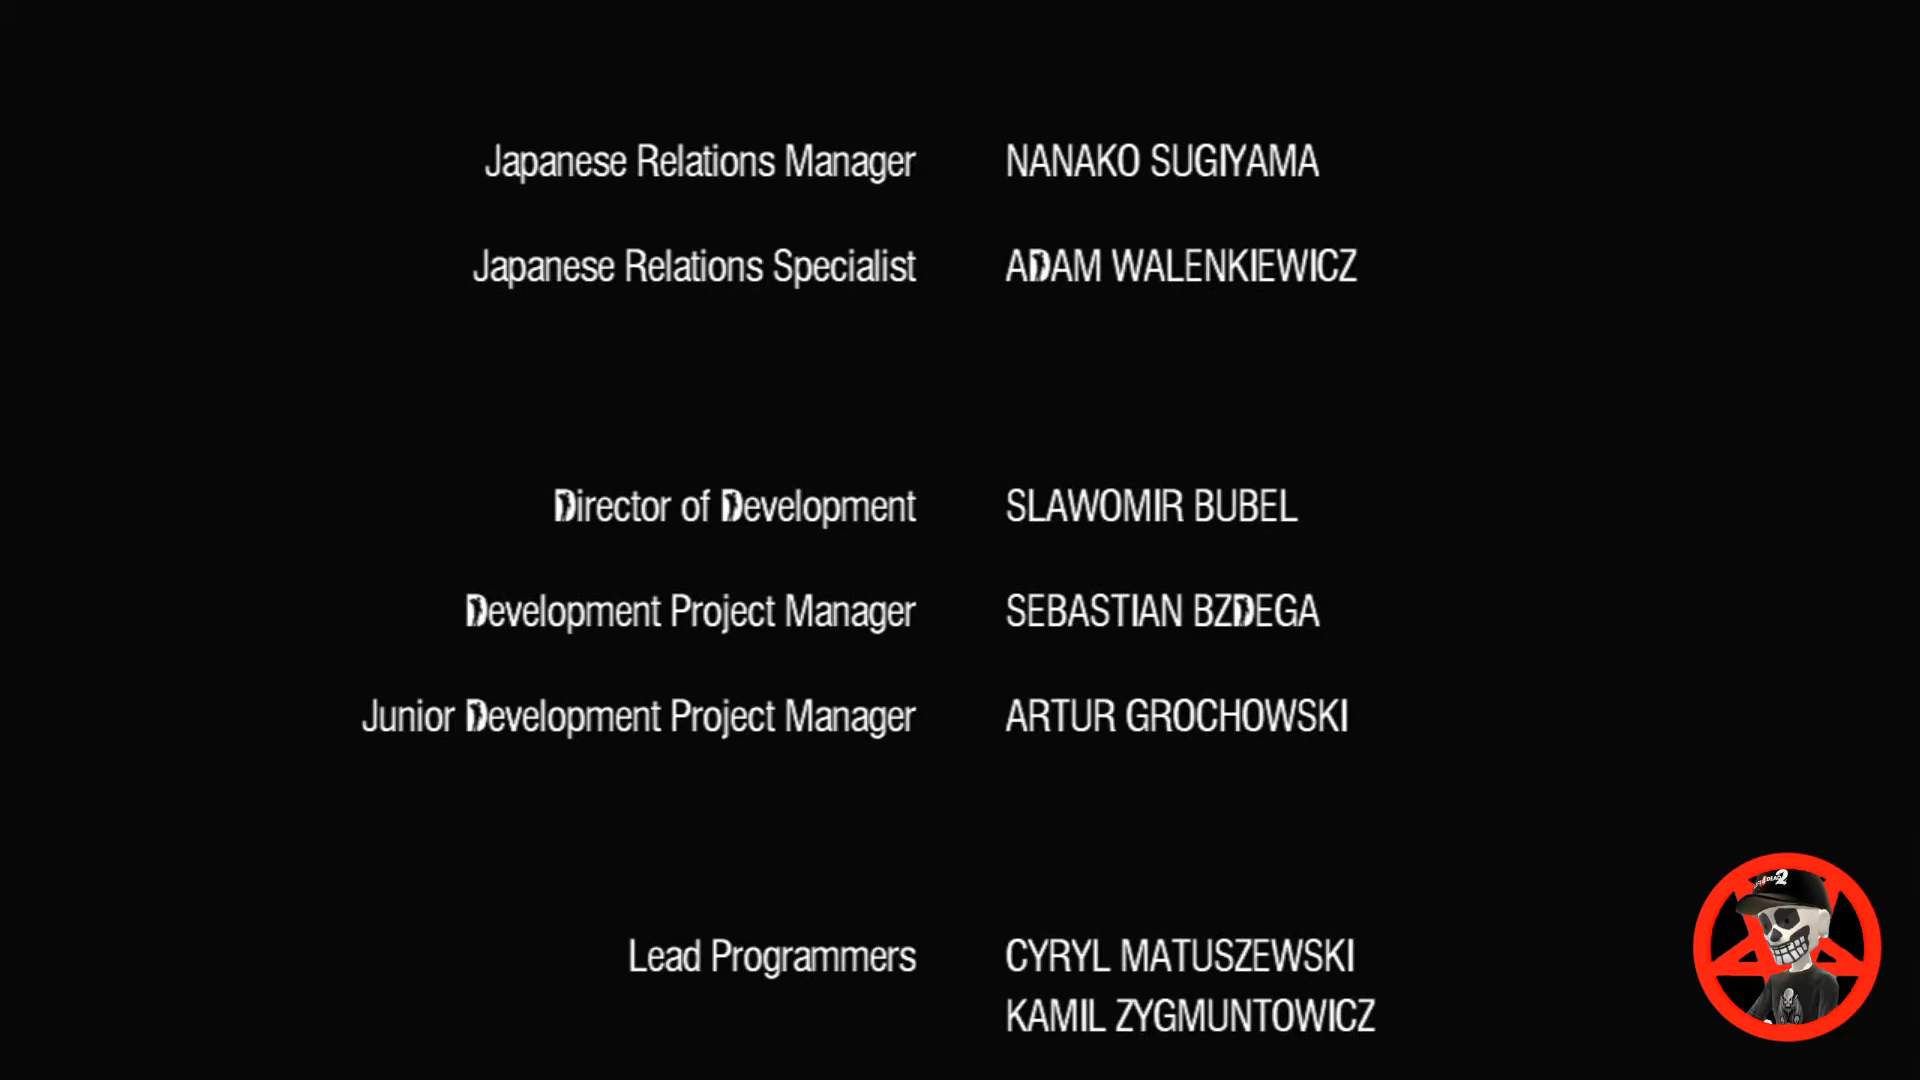 Japanese Relations Manager NANAKO SUGIYAMA
Japanese Relations Specialist ADAM WALENKIEWICZ
Director of Development SLAWOMIR BUBEL
Development Project Manager SEBASTIAN BZDEGA
Junior Development Project Manager ARTUR GROCHOWSKI
Lead Programmers CYRYL MATUSZEWSKI
KAMIL ZYGMUNTOWICZ